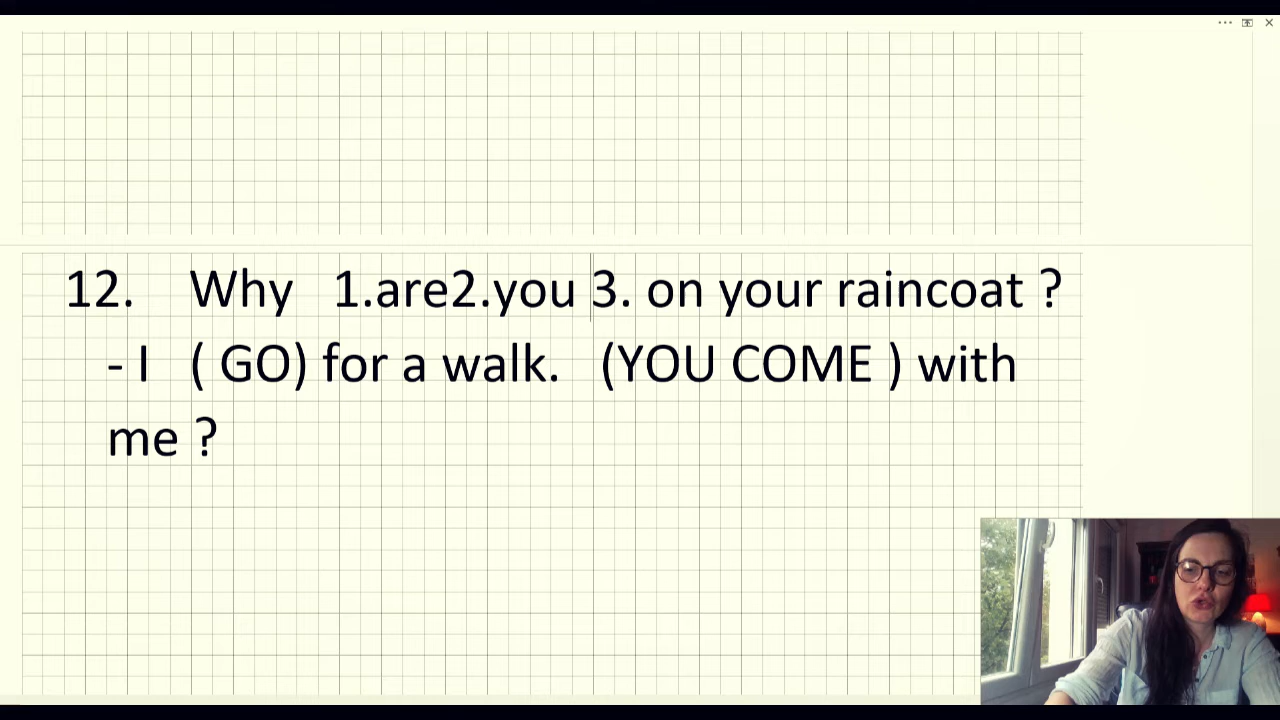 12. Why 1.are2.you 3. on your raincoat ?
- I ( GO) for a walk. (YOU COME ) with
me ?